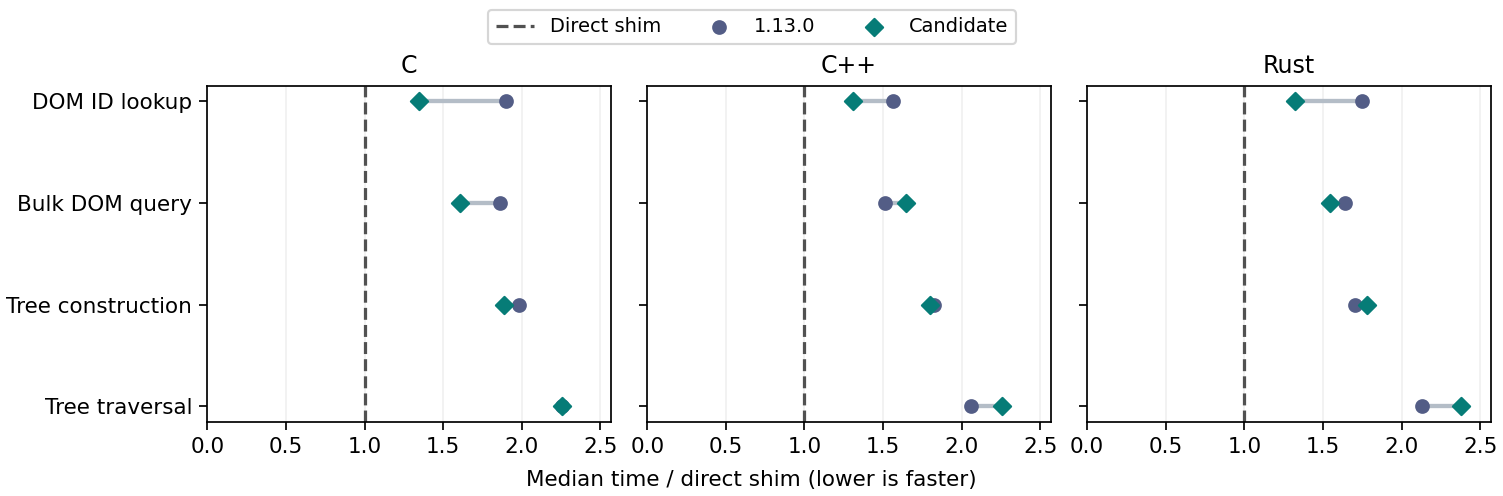 Direct shim 1.13.0 Candidate
C C++ Rust
DOM ID lookup
Bulk DOM query
Tree construction
Tree traversal
0.0 0.5 1.0 1.5 2.0 2.5 0.0 0.5 1.0 1.5 2.0 2.5 0.0 0.5 1.0 1.5 2.0 2.5
Median time / direct shim (lower is faster)